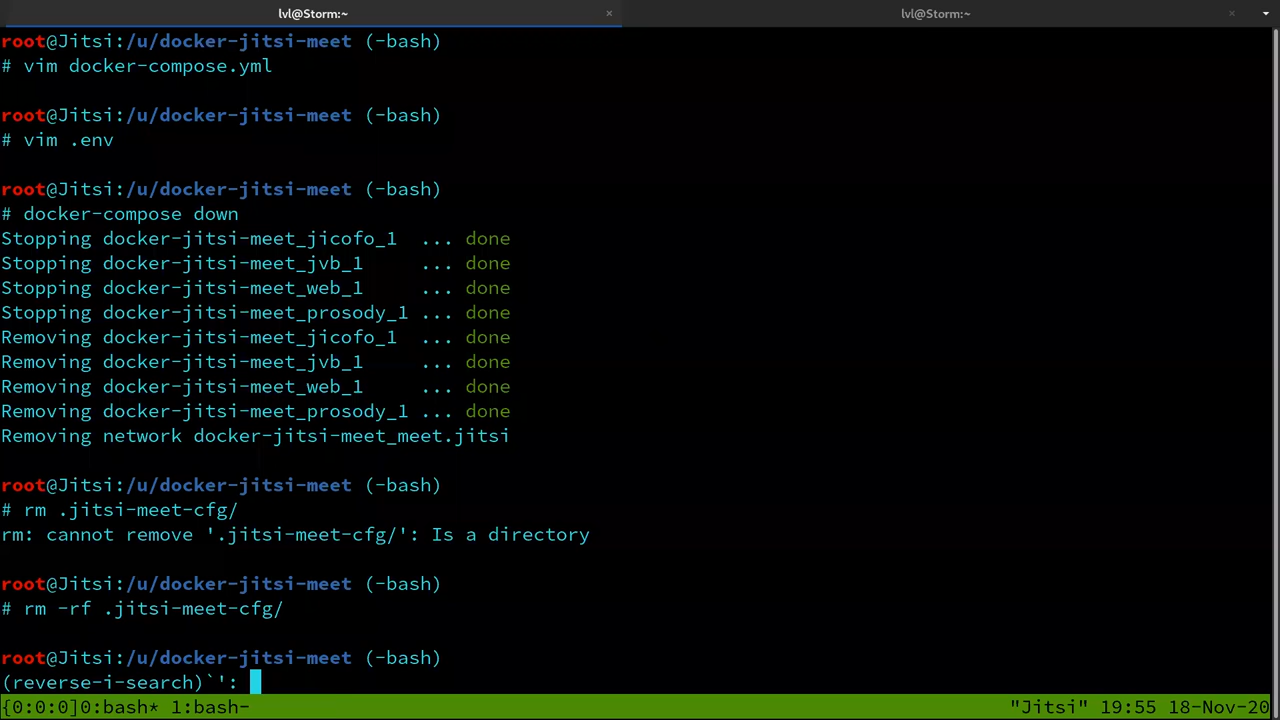 lvl@Storm:~ × lvl@Storm:~ ×
root@Jitsi:/u/docker-jitsi-meet (-bash)
# vim docker-compose.yml
root@Jitsi:/u/docker-jitsi-meet (-bash)
# vim .env
root@Jitsi:/u/docker-jitsi-meet (-bash)
# docker-compose down
Stopping docker-jitsi-meet_jicofo_1  ... done
Stopping docker-jitsi-meet_jvb_1     ... done
Stopping docker-jitsi-meet_web_1     ... done
Stopping docker-jitsi-meet_prosody_1 ... done
Removing docker-jitsi-meet_jicofo_1  ... done
Removing docker-jitsi-meet_jvb_1     ... done
Removing docker-jitsi-meet_web_1     ... done
Removing docker-jitsi-meet_prosody_1 ... done
Removing network docker-jitsi-meet_meet.jitsi
root@Jitsi:/u/docker-jitsi-meet (-bash)
# rm .jitsi-meet-cfg/
rm: cannot remove '.jitsi-meet-cfg/': Is a directory
root@Jitsi:/u/docker-jitsi-meet (-bash)
# rm -rf .jitsi-meet-cfg/
root@Jitsi:/u/docker-jitsi-meet (-bash)
(reverse-i-search)`':
{0:0:0}0:bash* 1:bash- "Jitsi" 19:55 18-Nov-20